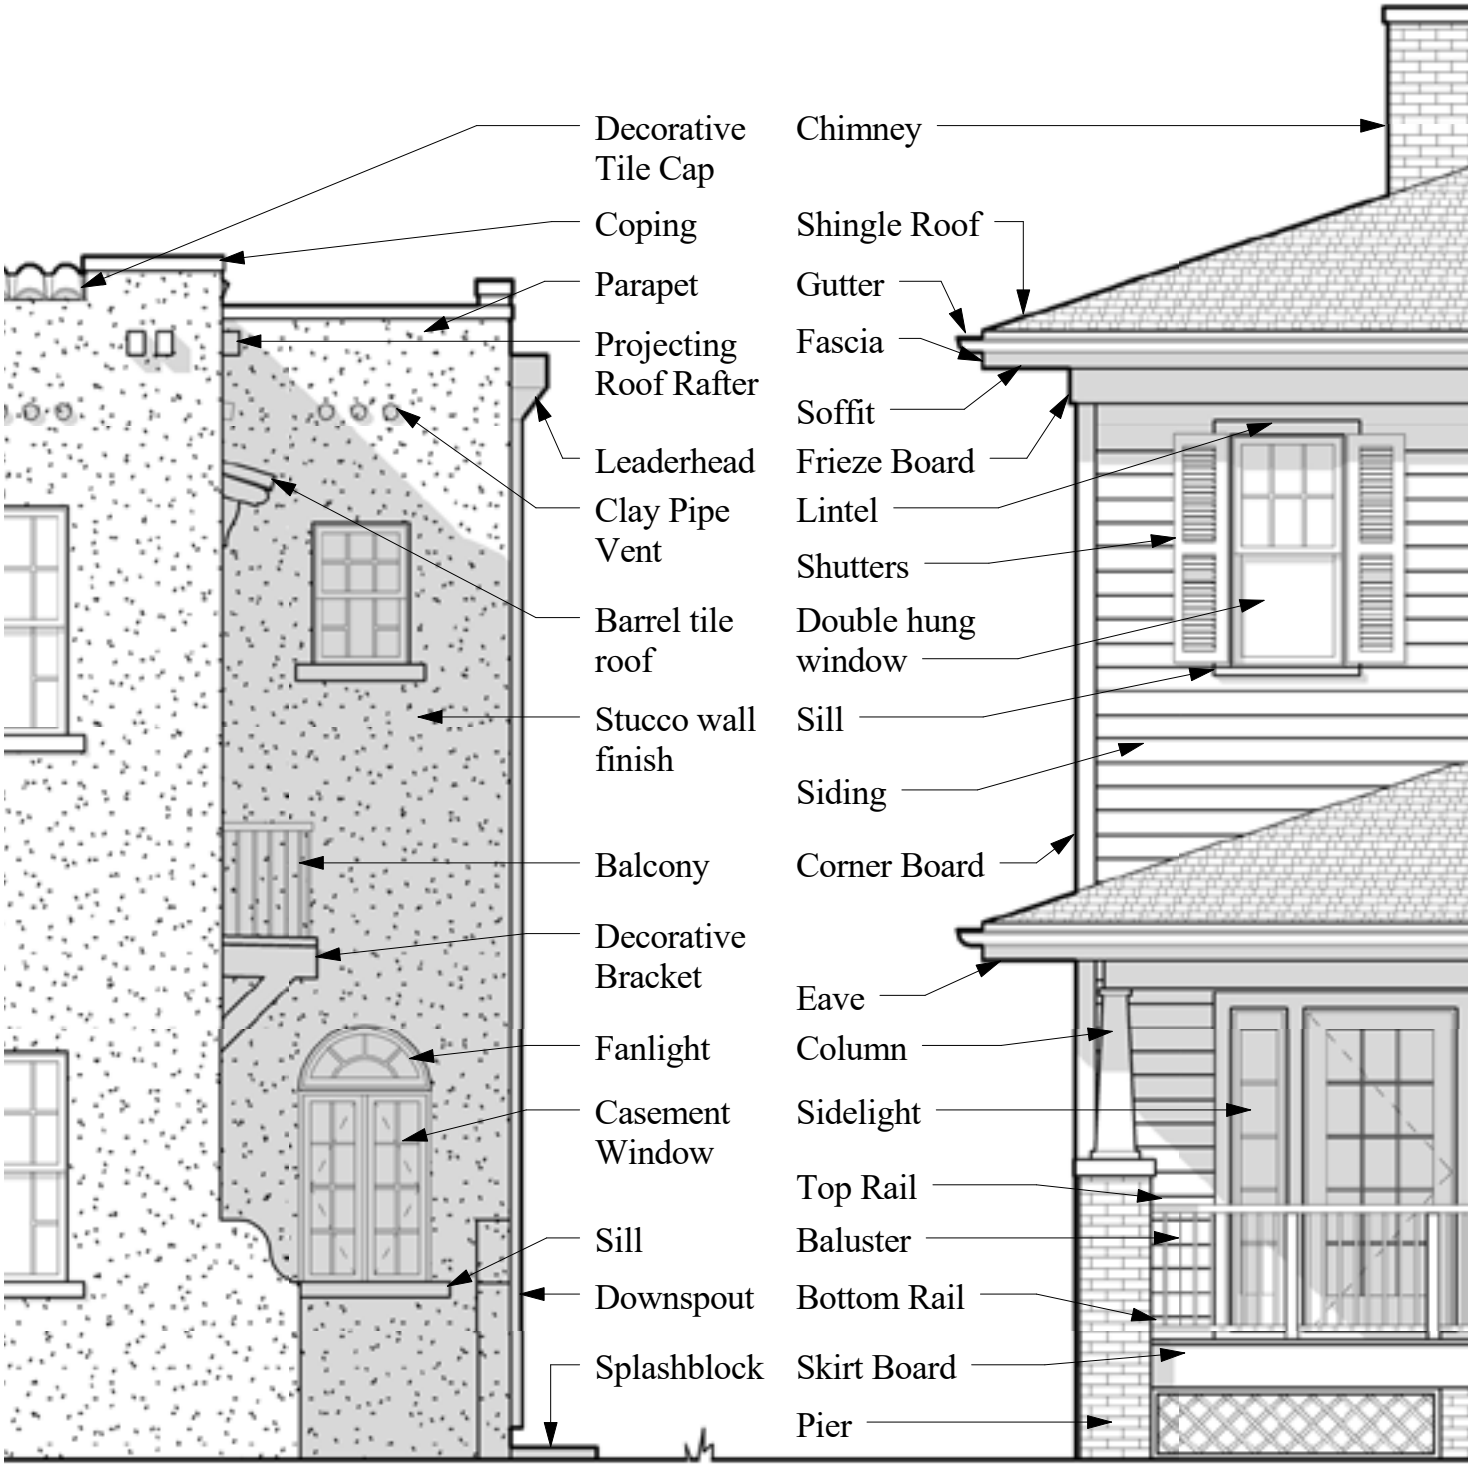 Decorative
Tile Cap
Coping
Parapet
Projecting
Roof Rafter
Leaderhead
Clay Pipe
Vent
Barrel tile
roof
Stucco wall
finish
Balcony
Decorative
Bracket
Fanlight
Casement
Window
Sill
Downspout
Splashblock
Chimney
Shingle Roof
Gutter
Fascia
Soffit
Frieze Board
Lintel
Shutters
Double hung
window
Sill
Siding
Corner Board
Eave
Column
Sidelight
Top Rail
Baluster
Bottom Rail
Skirt Board
Pier